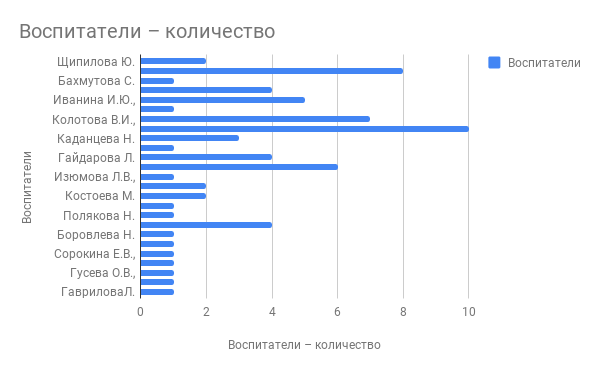 Воспитатели – количество
Воспитатели
Щипилова Ю.
Бахмутова С.
Иванина И.Ю.,
Колотова В.И.,
Каданцева Н.
Гайдарова Л.
Изюмова Л.В.,
Костоева М.
Полякова Н.
Боровлева Н.
Сорокина Е.В.,
Гусева О.В.,
ГавриловаЛ.
Воспитатели
0 2 4 6 8 10
Воспитатели – количество